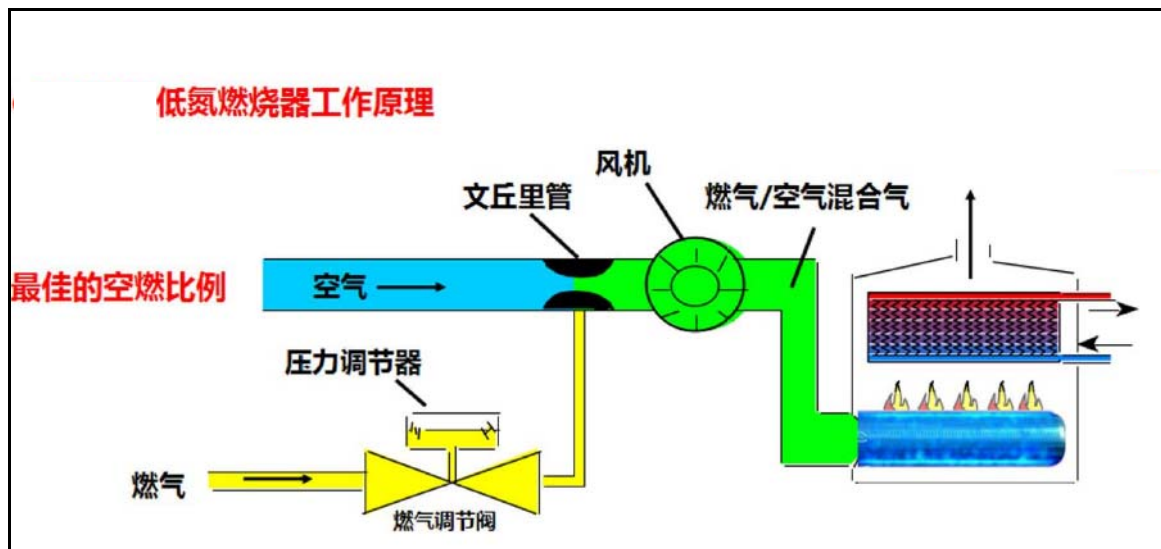 低氮燃烧器工作原理
风机
文丘里管
燃气/空气混合气
最佳的空燃比例
空气
压力调节器
燃气
燃气调节阀